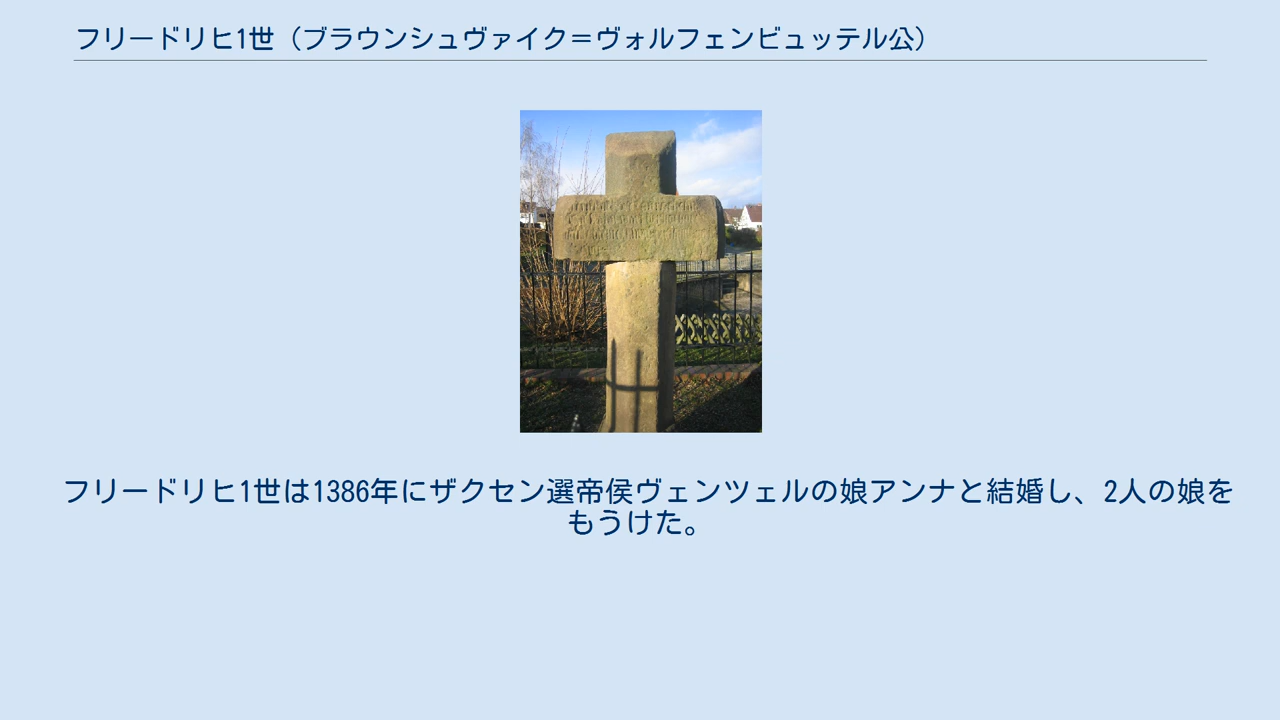 フリードリヒ1世（ブラウンシュヴァイク＝ヴォルフェンビュッテル公）
フリードリヒ1世は1386年にザクセン選帝侯ヴェンツェルの娘アンナと結婚し、2人の娘を
もうけた。